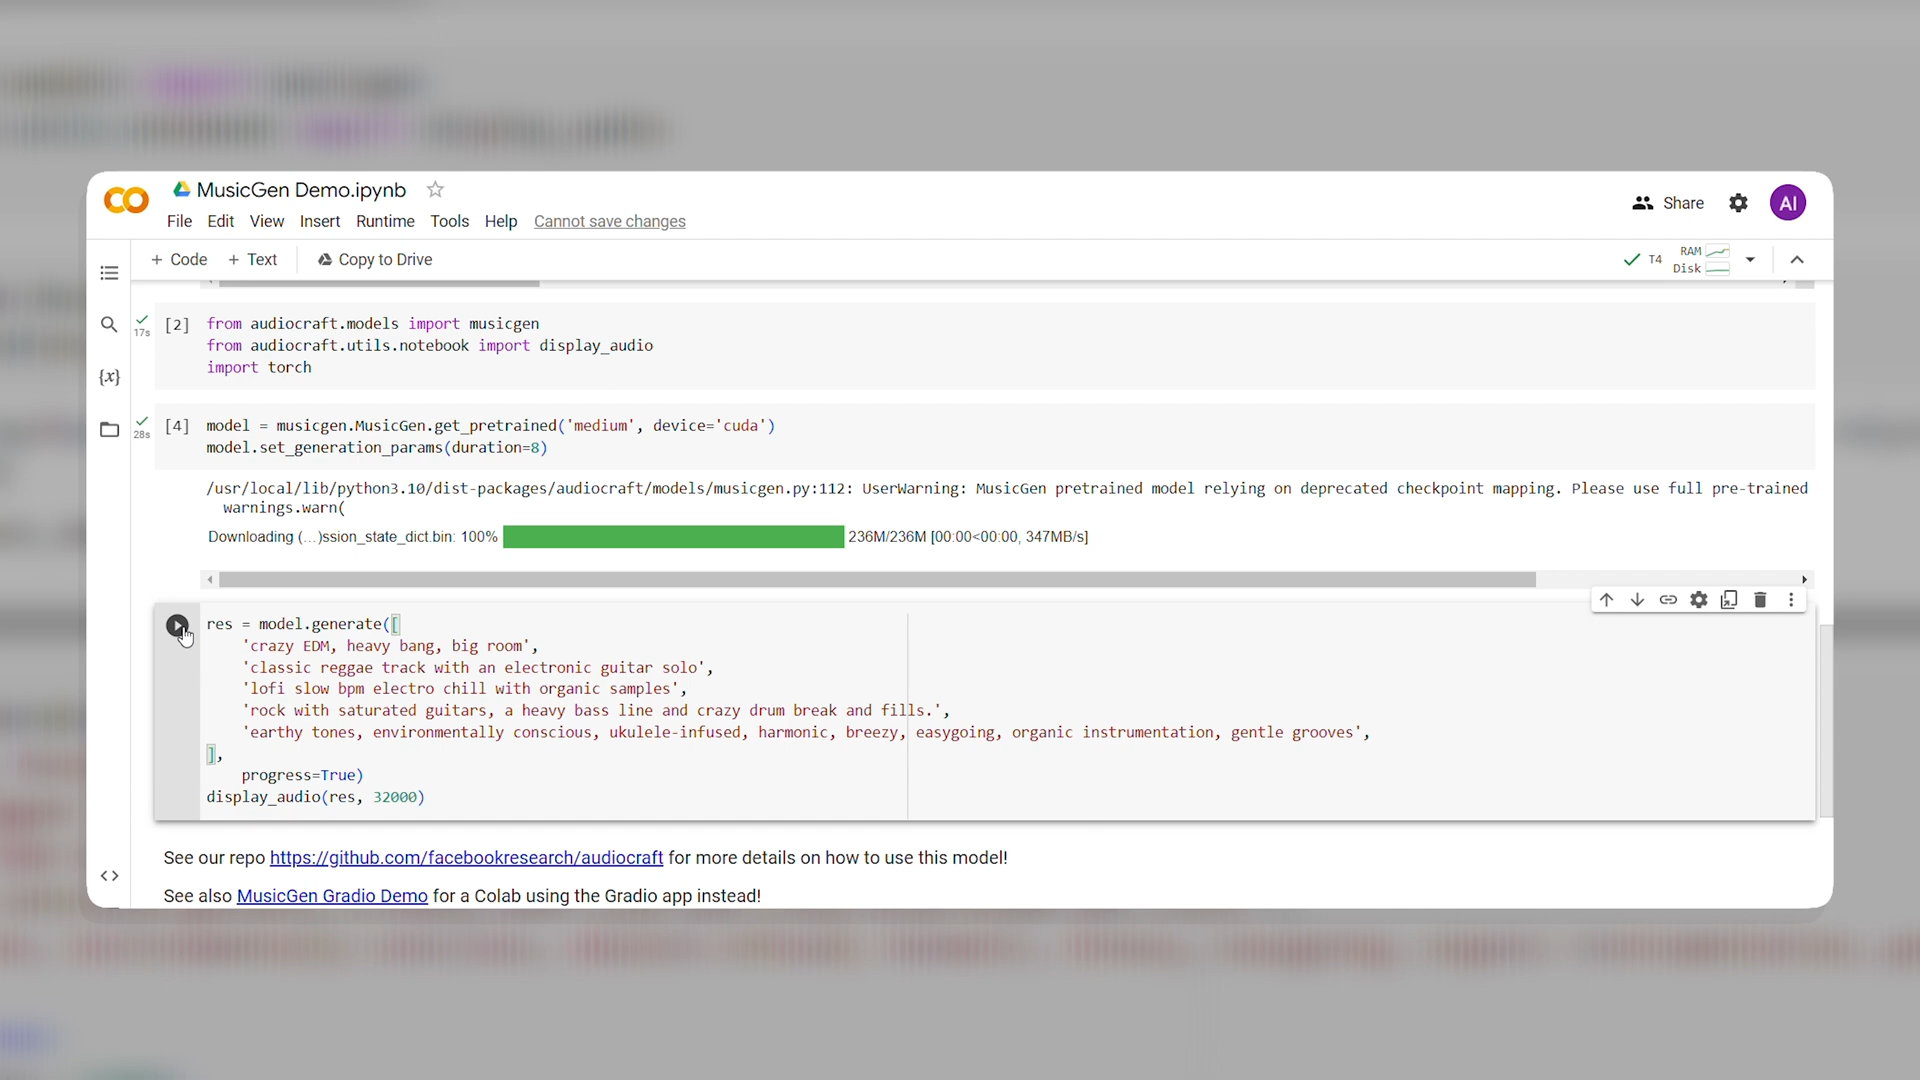 MusicGen Demo.ipynb
File Edit View Insert Runtime Tools Help Cannot save changes
Share
AI
+ Code + Text Copy to Drive
T4 RAM
Disk
17s
[2]
from audiocraft.models import musicgen
from audiocraft.utils.notebook import display_audio
import torch
28s
[4]
model = musicgen.MusicGen.get_pretrained('medium', device='cuda')
model.set_generation_params(duration=8)
/usr/local/lib/python3.10/dist-packages/audiocraft/models/musicgen.py:112: UserWarning: MusicGen pretrained model relying on deprecated checkpoint mapping. Please use full pre-trained
warnings.warn(
Downloading (...)ssion_state_dict.bin: 100% 236M/236M [00:00<00:00, 347MB/s]
res = model.generate([
'crazy EDM, heavy bang, big room',
'classic reggae track with an electronic guitar solo',
'lofi slow bpm electro chill with organic samples',
'rock with saturated guitars, a heavy bass line and crazy drum break and fills.',
'earthy tones, environmentally conscious, ukulele-infused, harmonic, breezy, easygoing, organic instrumentation, gentle grooves',
],
progress=True)
display_audio(res, 32000)
See our repo https://github.com/facebookresearch/audiocraft for more details on how to use this model!
See also MusicGen Gradio Demo for a Colab using the Gradio app instead!